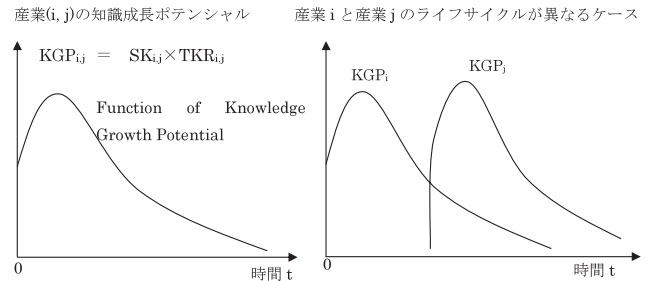 産業(i, j)の知識成長ポテンシャル
KGPi,j = SKi,j×TKRi,j
Function of Knowledge
Growth Potential
0
時間 t
産業 i と産業 j のライフサイクルが異なるケース
KGPi
KGPj
0
時間 t